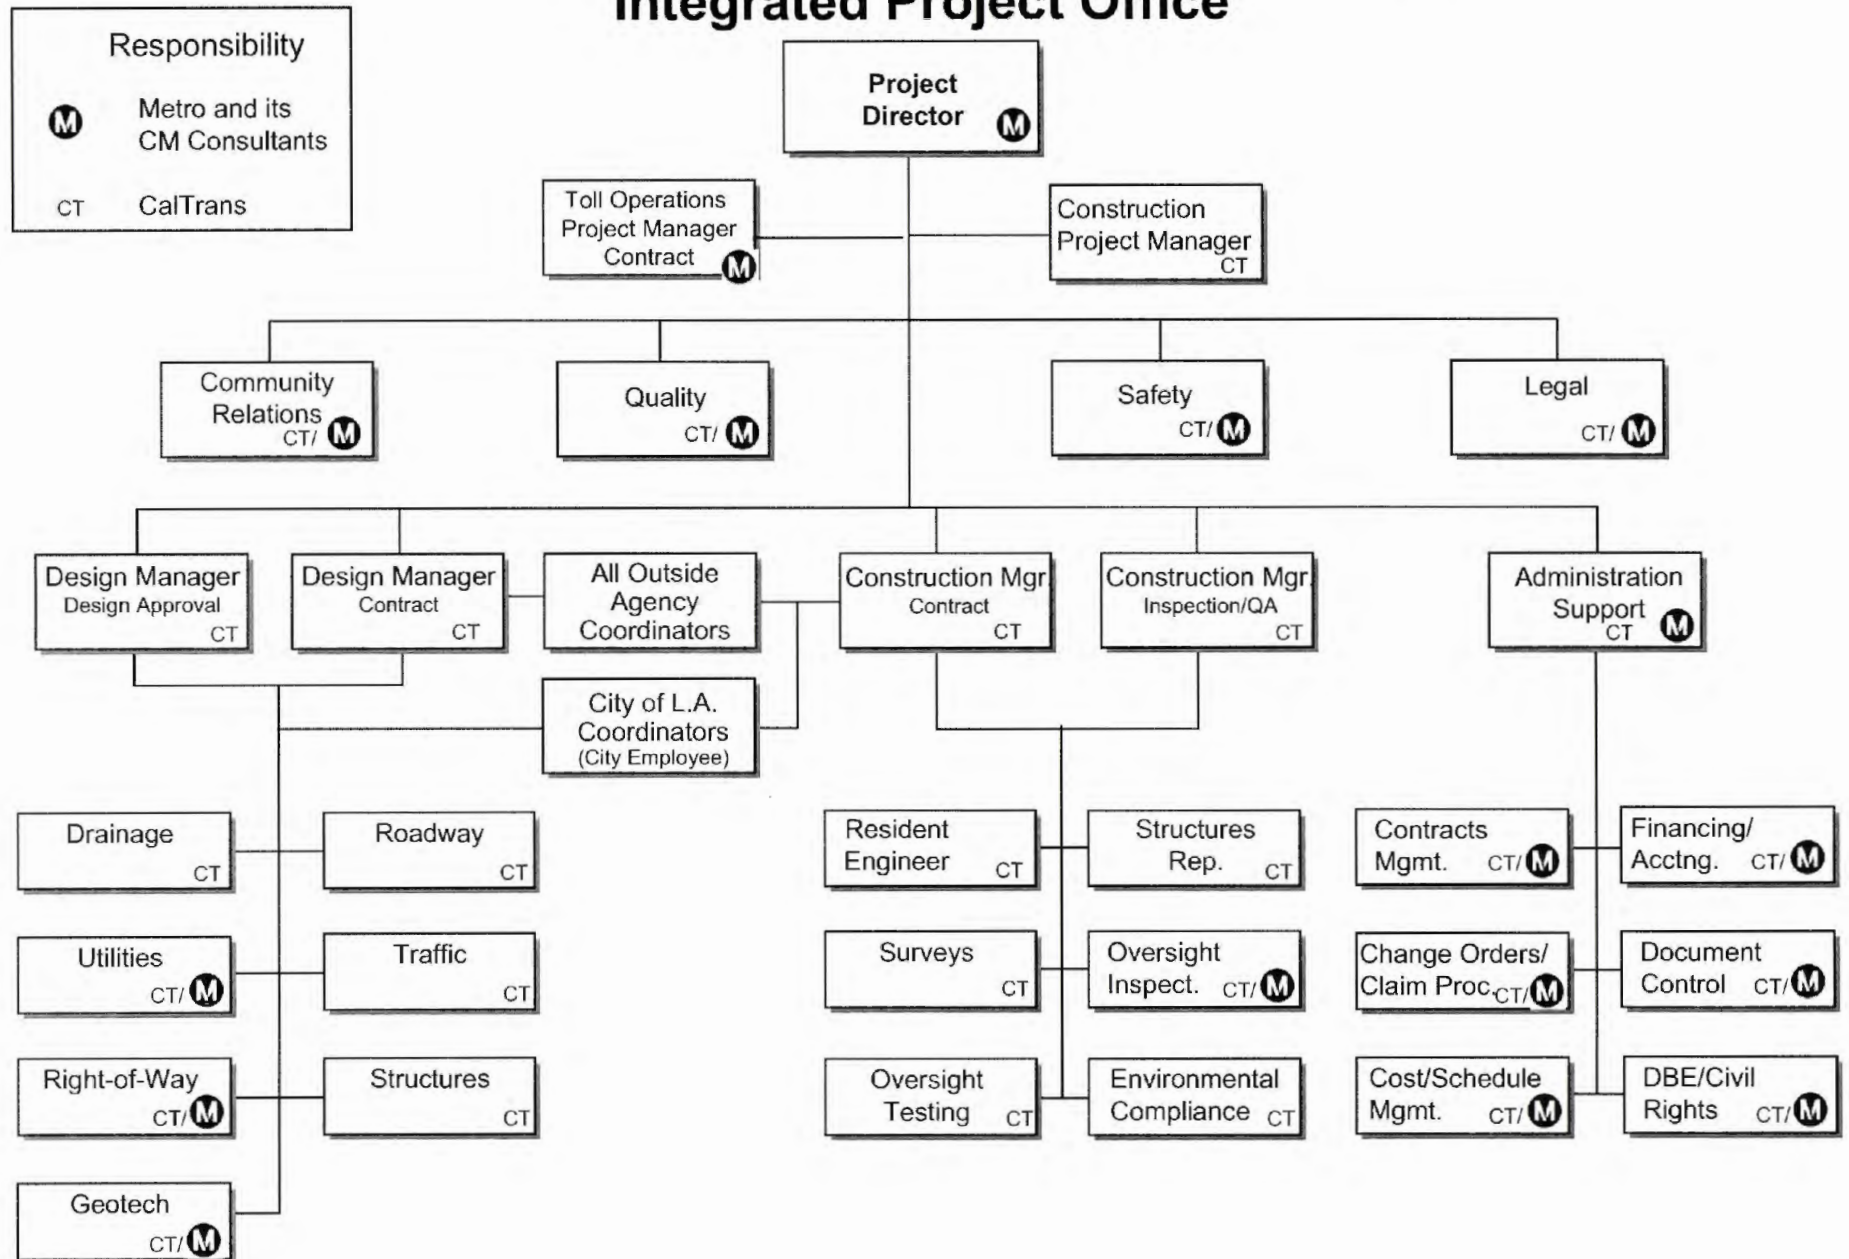 Integrated Project Office
Responsibility
M Metro and its
CM Consultants
CT CalTrans
Project
Director M
Toll Operations
Project Manager
Contract M
Construction
Project Manager
CT
Community
Relations
CT/ M
Quality
CT/ M
Safety
CT/ M
Legal
CT/ M
Design Manager
Design Approval
CT
Design Manager
Contract
CT
All Outside
Agency
Coordinators
Construction Mgr.
Contract
CT
Construction Mgr.
Inspection/QA
CT
Administration
Support
CT M
City of L.A.
Coordinators
(City Employee)
Drainage
CT
Roadway
CT
Utilities
CT/ M
Traffic
CT
Right-of-Way
CT/ M
Structures
CT
Geotech
CT/ M
Resident
Engineer CT
Structures
Rep. CT
Surveys
CT
Oversight
Inspect. CT/ M
Oversight
Testing CT
Environmental
Compliance CT
Contracts
Mgmt. CT/ M
Financing/
Acctng. CT/ M
Change Orders/
Claim Proc. CT/ M
Document
Control CT/ M
Cost/Schedule
Mgmt. CT/ M
DBE/Civil
Rights CT/ M